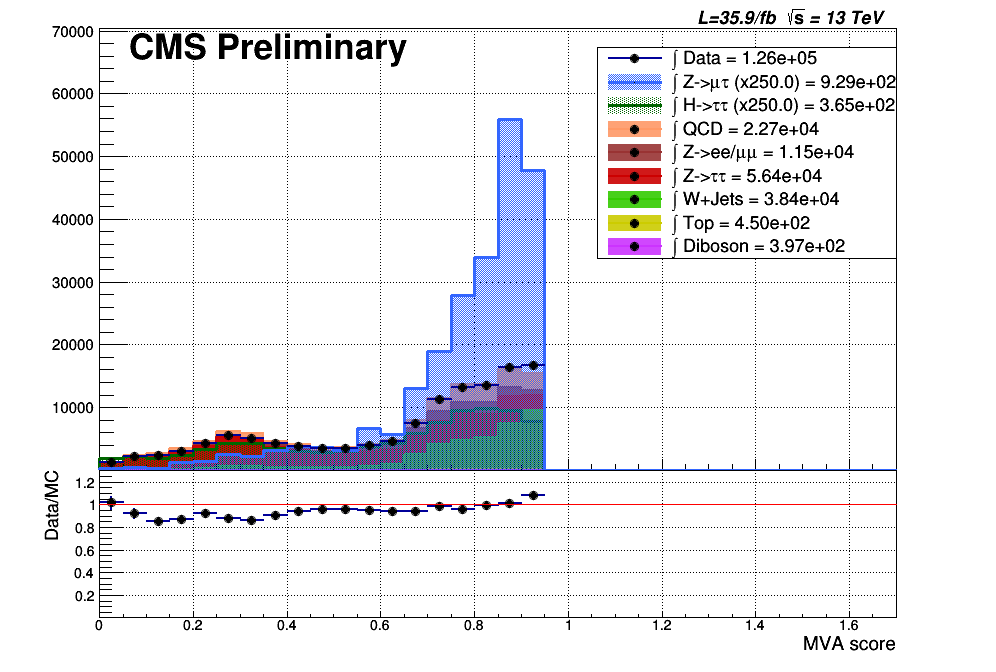 L=35.9/fb √s = 13 TeV
CMS Preliminary
70000
60000
50000
40000
30000
20000
10000
∫ Data = 1.26e+05
∫ Z->μτ (x250.0) = 9.29e+02
∫ H->ττ (x250.0) = 3.65e+02
∫ QCD = 2.27e+04
∫ Z->ee/μμ = 1.15e+04
∫ Z->ττ = 5.64e+04
∫ W+Jets = 3.84e+04
∫ Top = 4.50e+02
∫ Diboson = 3.97e+02
Data/MC
1.2
1
0.8
0.6
0.4
0.2
0 0.2 0.4 0.6 0.8 1 1.2 1.4 1.6
MVA score